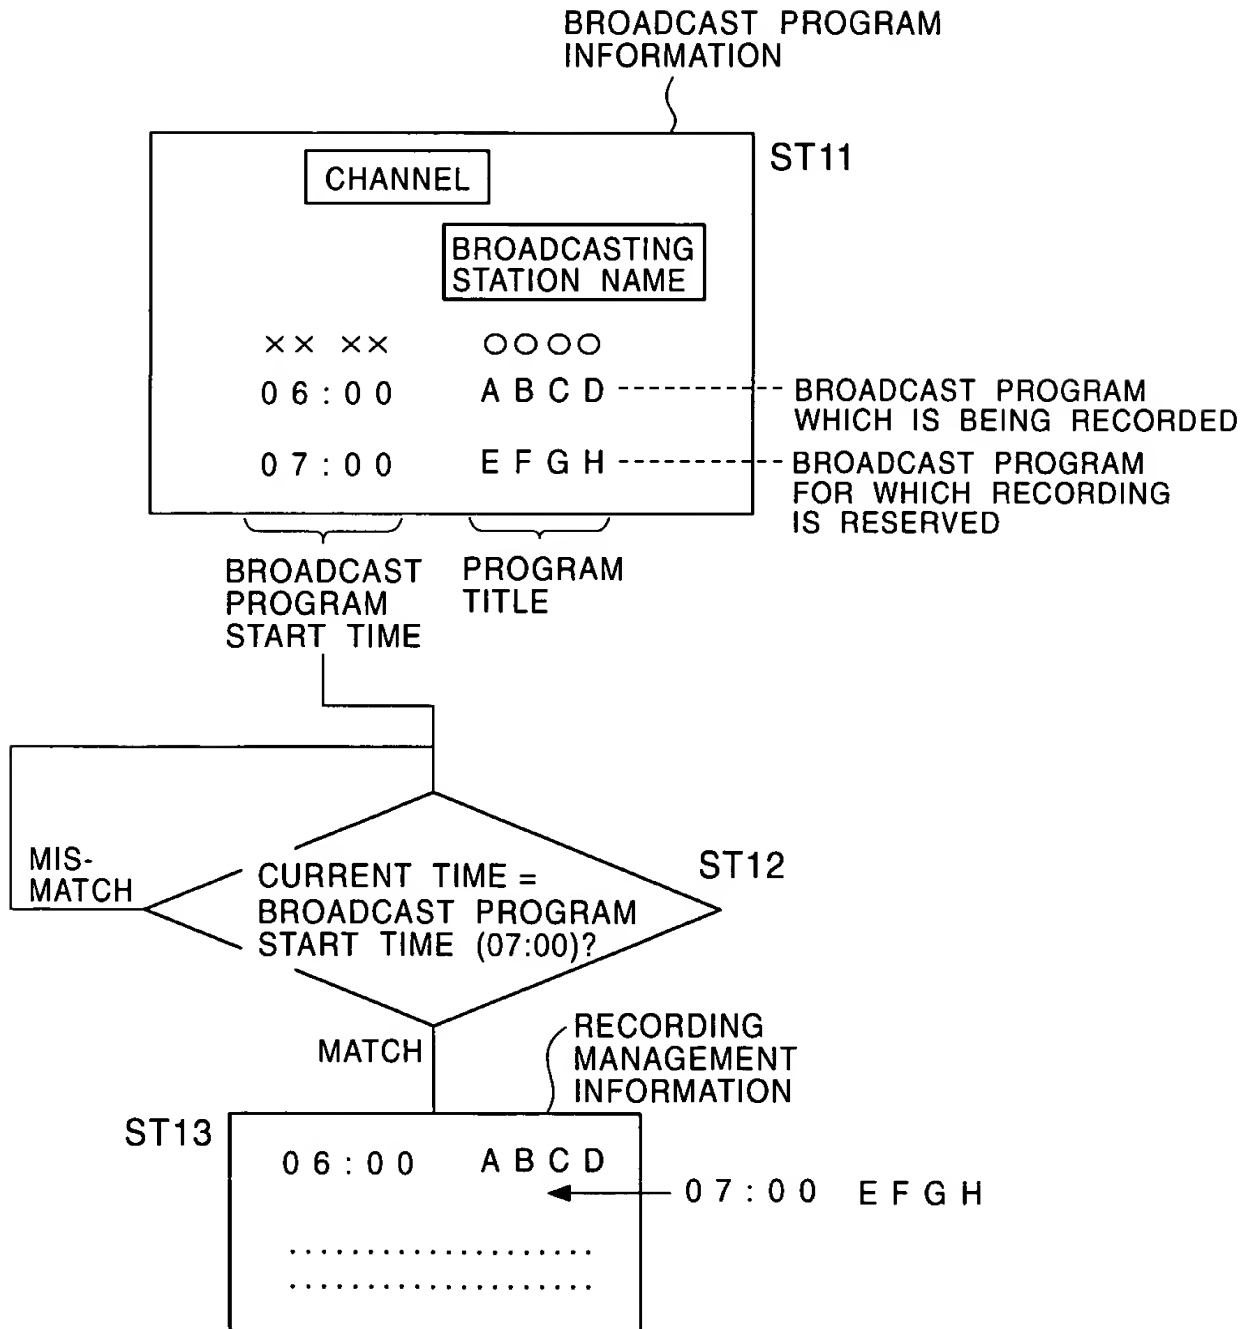 BROADCAST PROGRAM
INFORMATION
ST11
CHANNEL
BROADCASTING
STATION NAME
×× ×× ○○○○
06:00 ABCD
BROADCAST PROGRAM
WHICH IS BEING RECORDED
07:00 EFGH
BROADCAST PROGRAM
FOR WHICH RECORDING
IS RESERVED
BROADCAST
PROGRAM
START TIME
PROGRAM
TITLE
MIS-
MATCH
CURRENT TIME =
BROADCAST PROGRAM
START TIME (07:00)?
ST12
MATCH
RECORDING
MANAGEMENT
INFORMATION
ST13
06:00 ABCD
07:00 EFGH
....................
....................